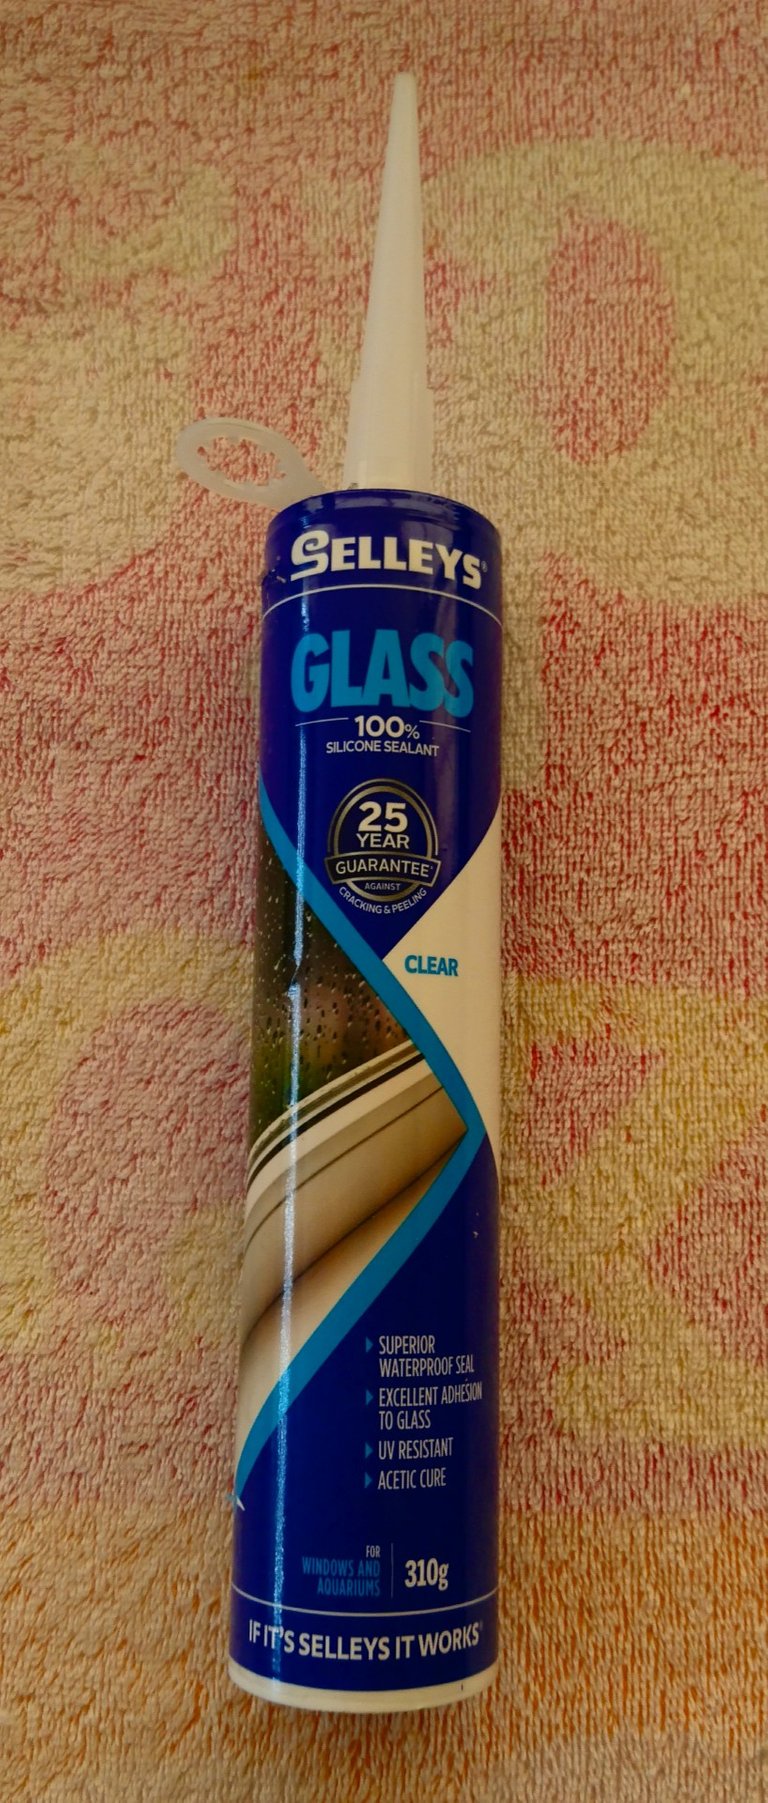 SELLEYS®
GLASS
100%
SILICONE SEALANT
25
YEAR
GUARANTEE*
AGAINST
CRACKING & PEELING
CLEAR
SUPERIOR
WATERPROOF SEAL
EXCELLENT ADHESION
TO GLASS
UV RESISTANT
ACETIC CURE
FOR
WINDOWS AND
AQUARIUMS
310g
IF IT'S SELLEYS IT WORKS®